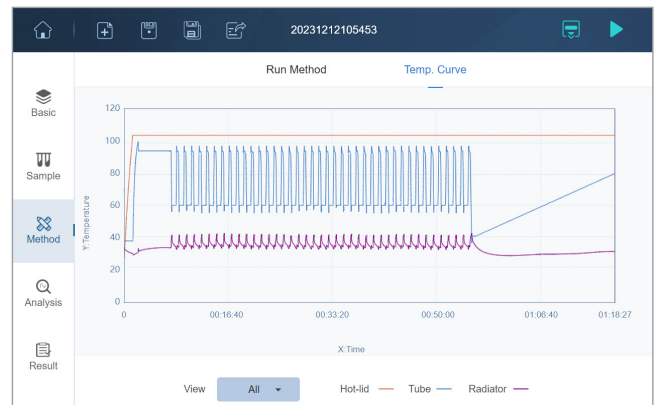 20231212105453
Run Method
Temp. Curve
Basic
Sample
Method
Analysis
Result
Y:Temperature
120
100
80
60
40
20
0
0
00:16:40
00:33:20
00:50:00
01:06:40
01:18:27
X:Time
View
All
Hot-lid
Tube
Radiator